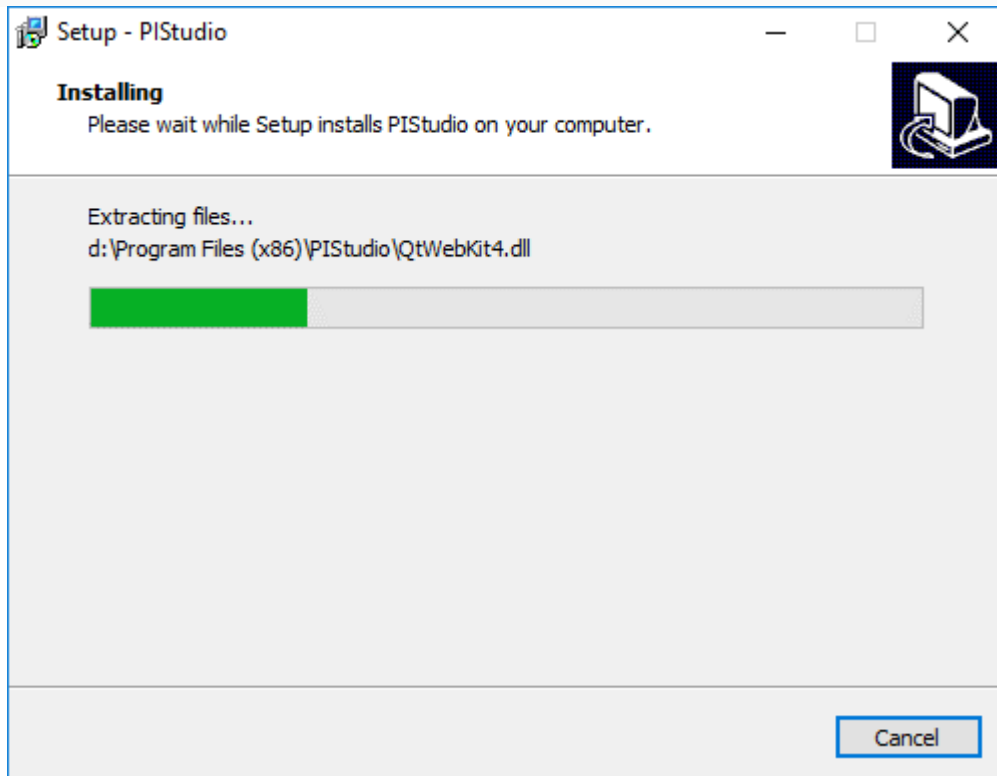 Setup - PIStudio
Installing
Please wait while Setup installs PIStudio on your computer.
Extracting files...
d:\Program Files (x86)\PIStudio\QtWebKit4.dll
Cancel